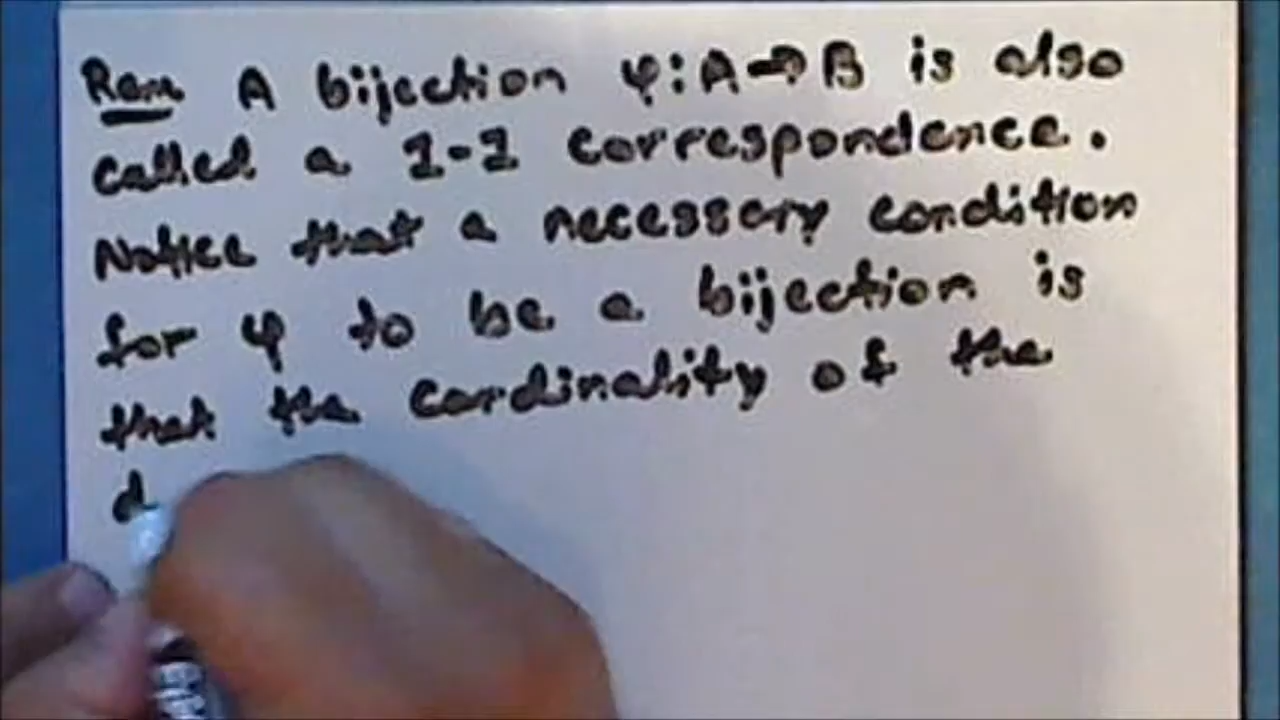 Rem A bijection φ: A → B is also
called a 1-1 correspondence.
Notice that a necessary condition
for φ to be a bijection is
that the cardinality of the
d